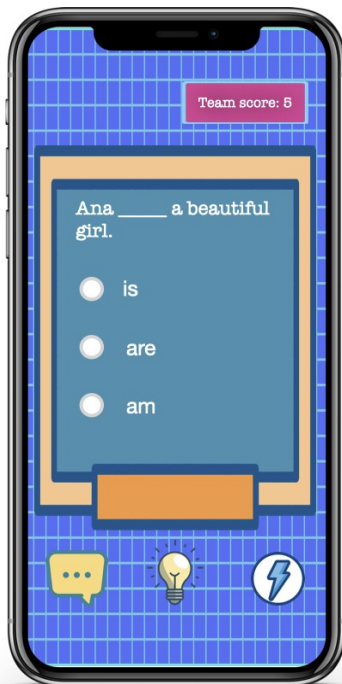 Team score: 5
Ana _____ a beautiful
girl.
is
are
am